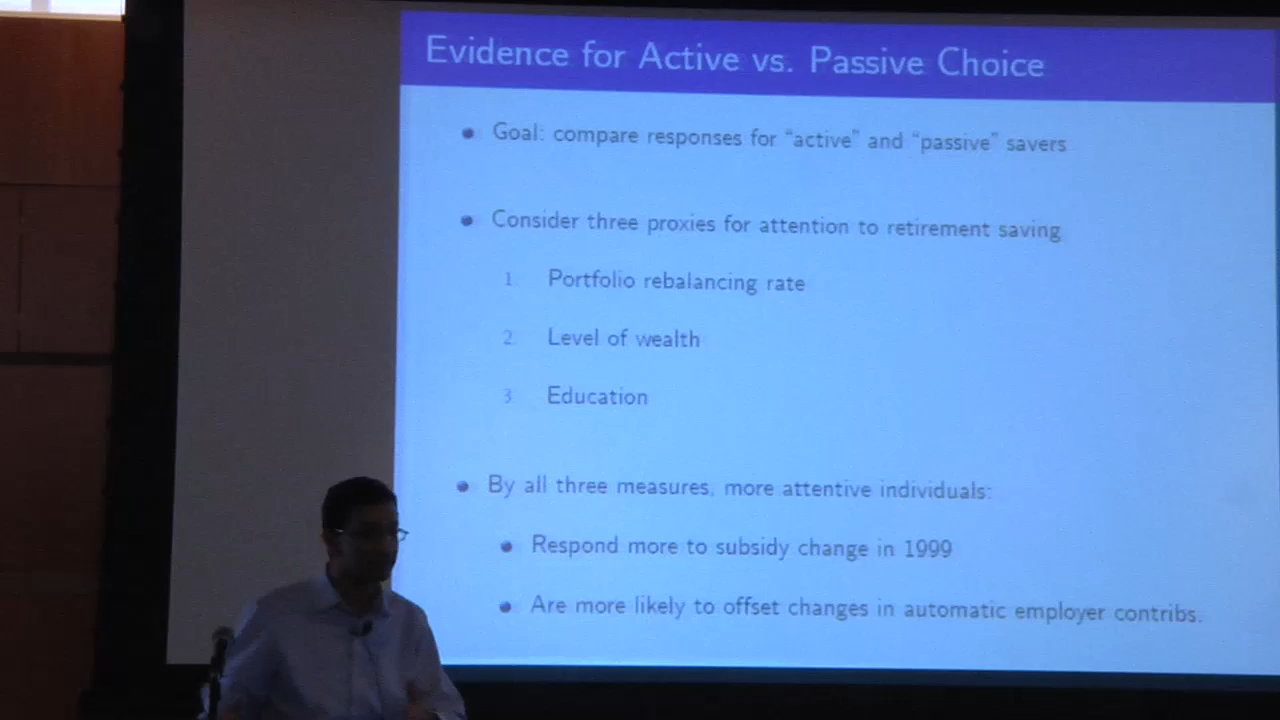 Evidence for Active vs. Passive Choice
Goal: compare responses for “active” and “passive” savers
Consider three proxies for attention to retirement saving
1. Portfolio rebalancing rate
2. Level of wealth
3. Education
By all three measures, more attentive individuals:
Respond more to subsidy change in 1999
Are more likely to offset changes in automatic employer contribs.